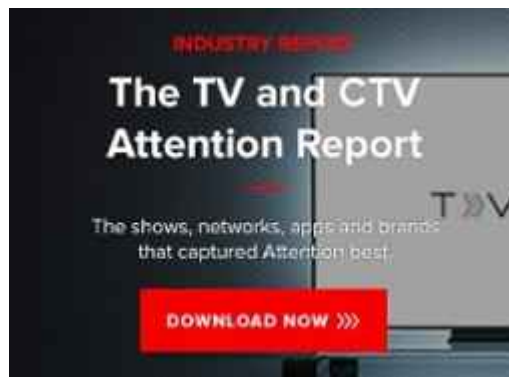 INDUSTRY REPORT
The TV and CTV
Attention Report
The shows, networks, apps and brands
that captured Attention best.
T»V
DOWNLOAD NOW »›